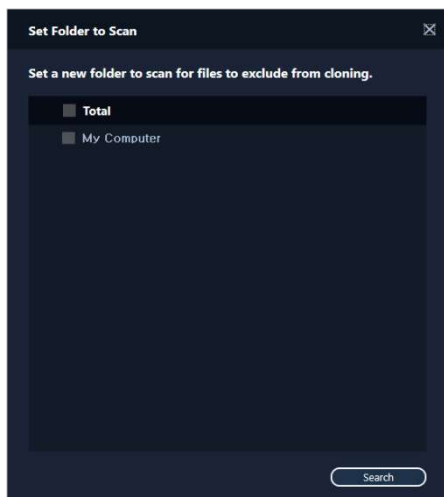 Set Folder to Scan
Set a new folder to scan for files to exclude from cloning.
Total
My Computer
Search